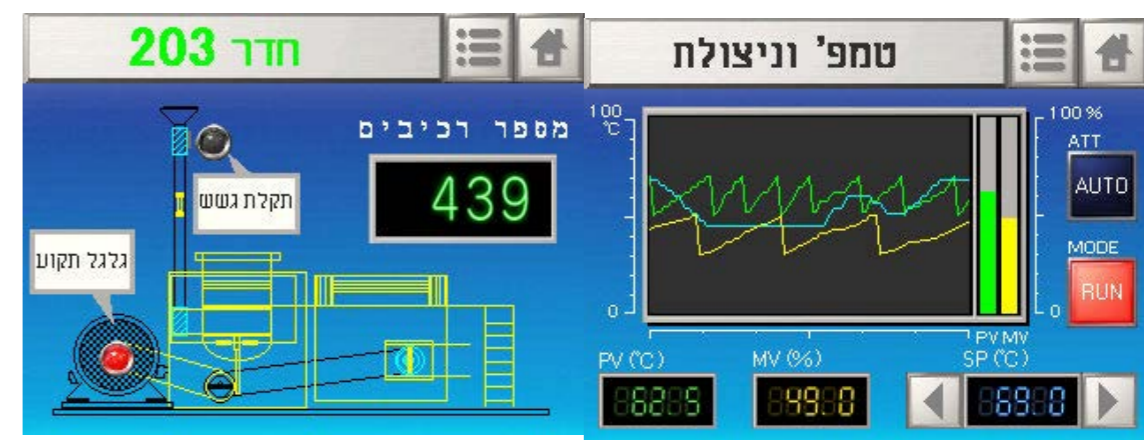 חדר 203
מספר רכיבים
439
תקלת גשש
גלגל תקוע
טמפ' וניצולת
100
°C
0
100%
0
ATT
AUTO
MODE
RUN
PV MV
PV (°C)
MV (%)
SP (°C)
62 5
49 0
69 0